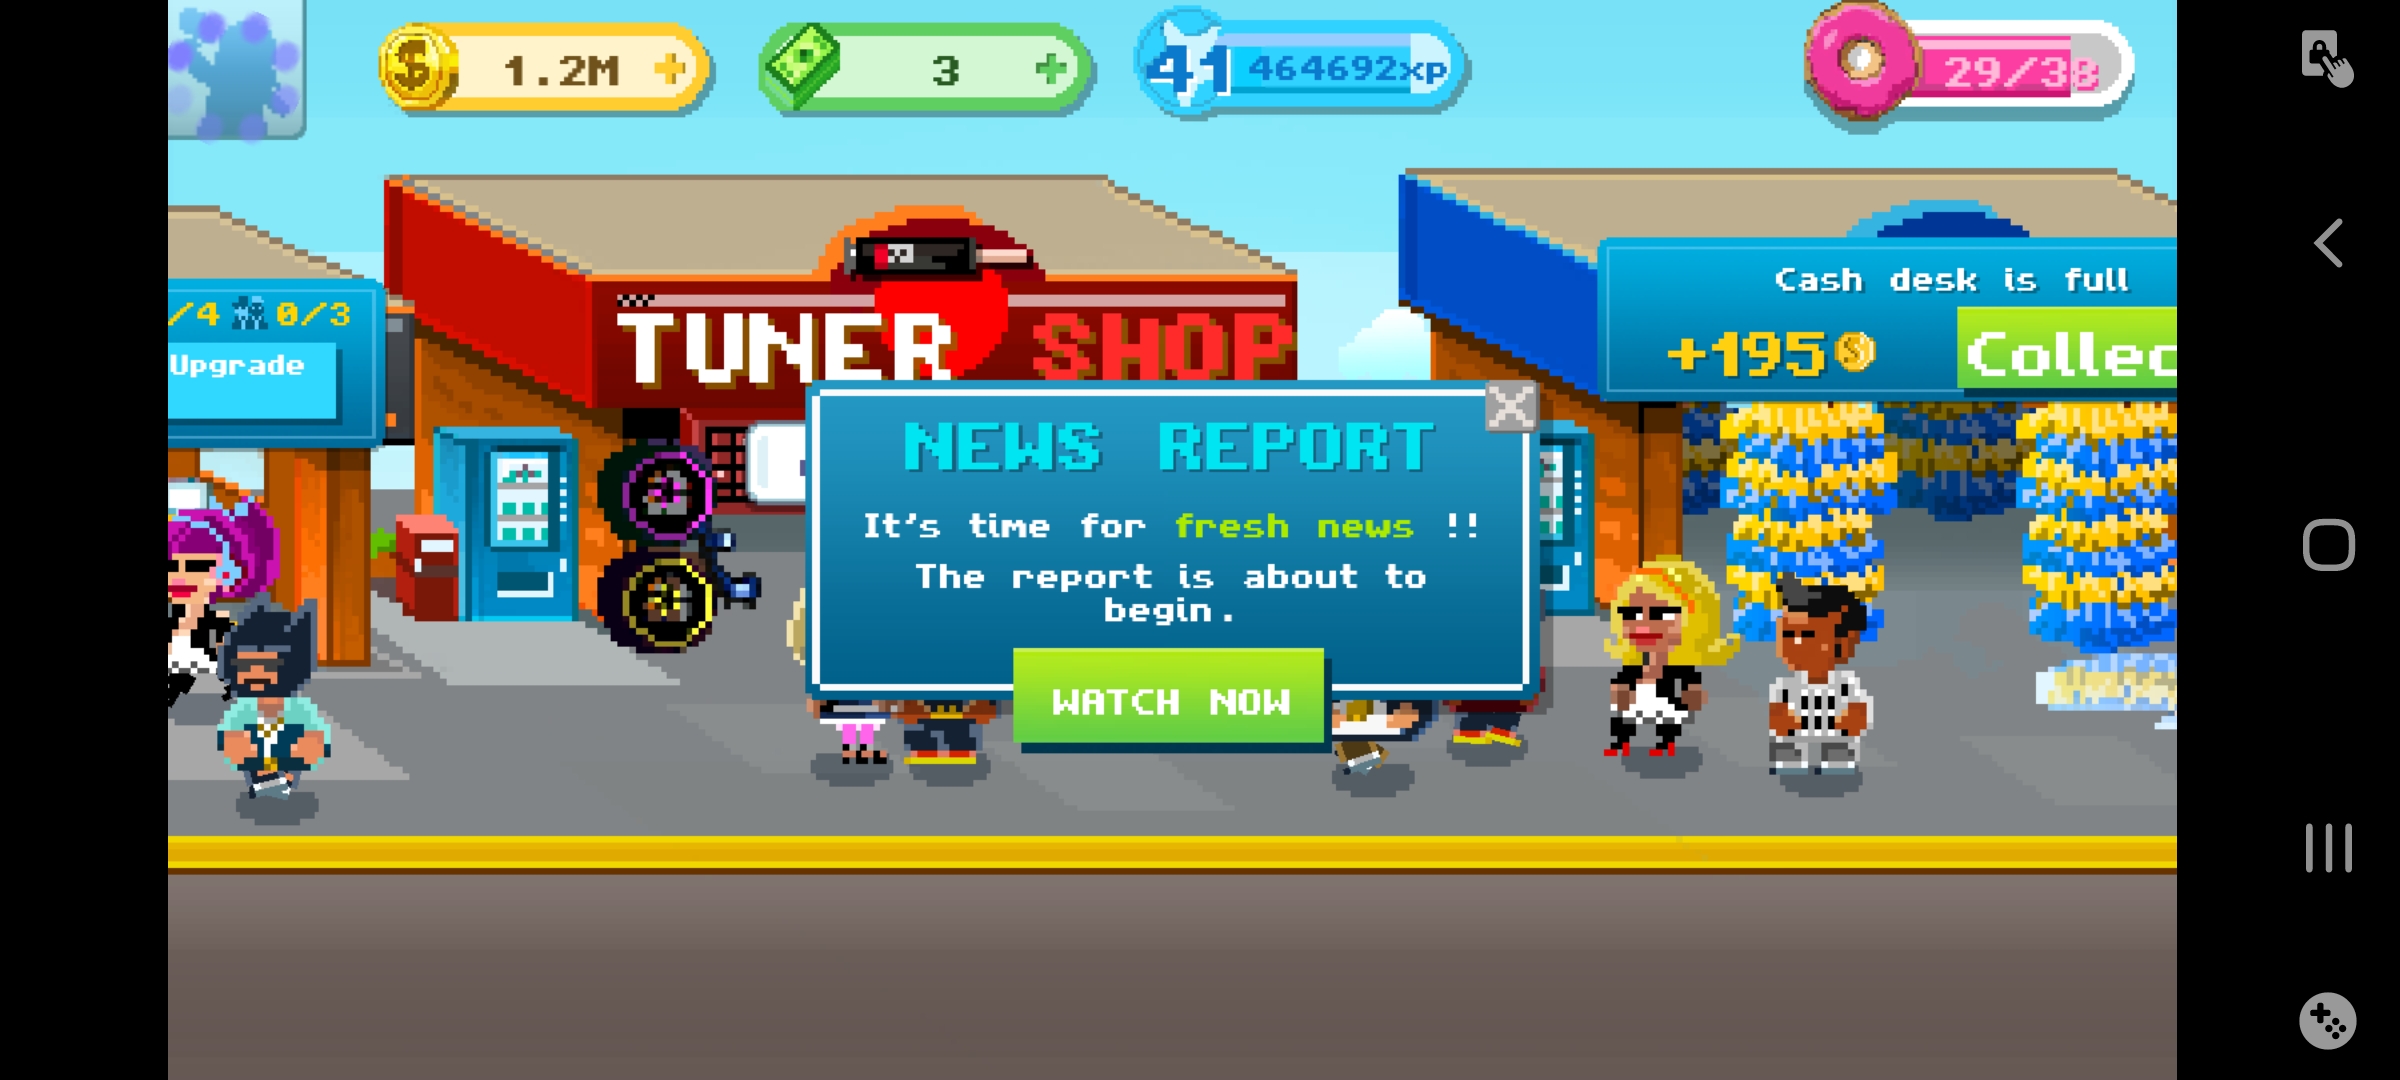 1.2M +
3 +
41 464692xp
29/38
TUNER SHOP
Cash desk is full
+195 Collec
/4 0/3
Upgrade
NEWS REPORT
It's time for fresh news !!
The report is about to
begin.
WATCH NOW